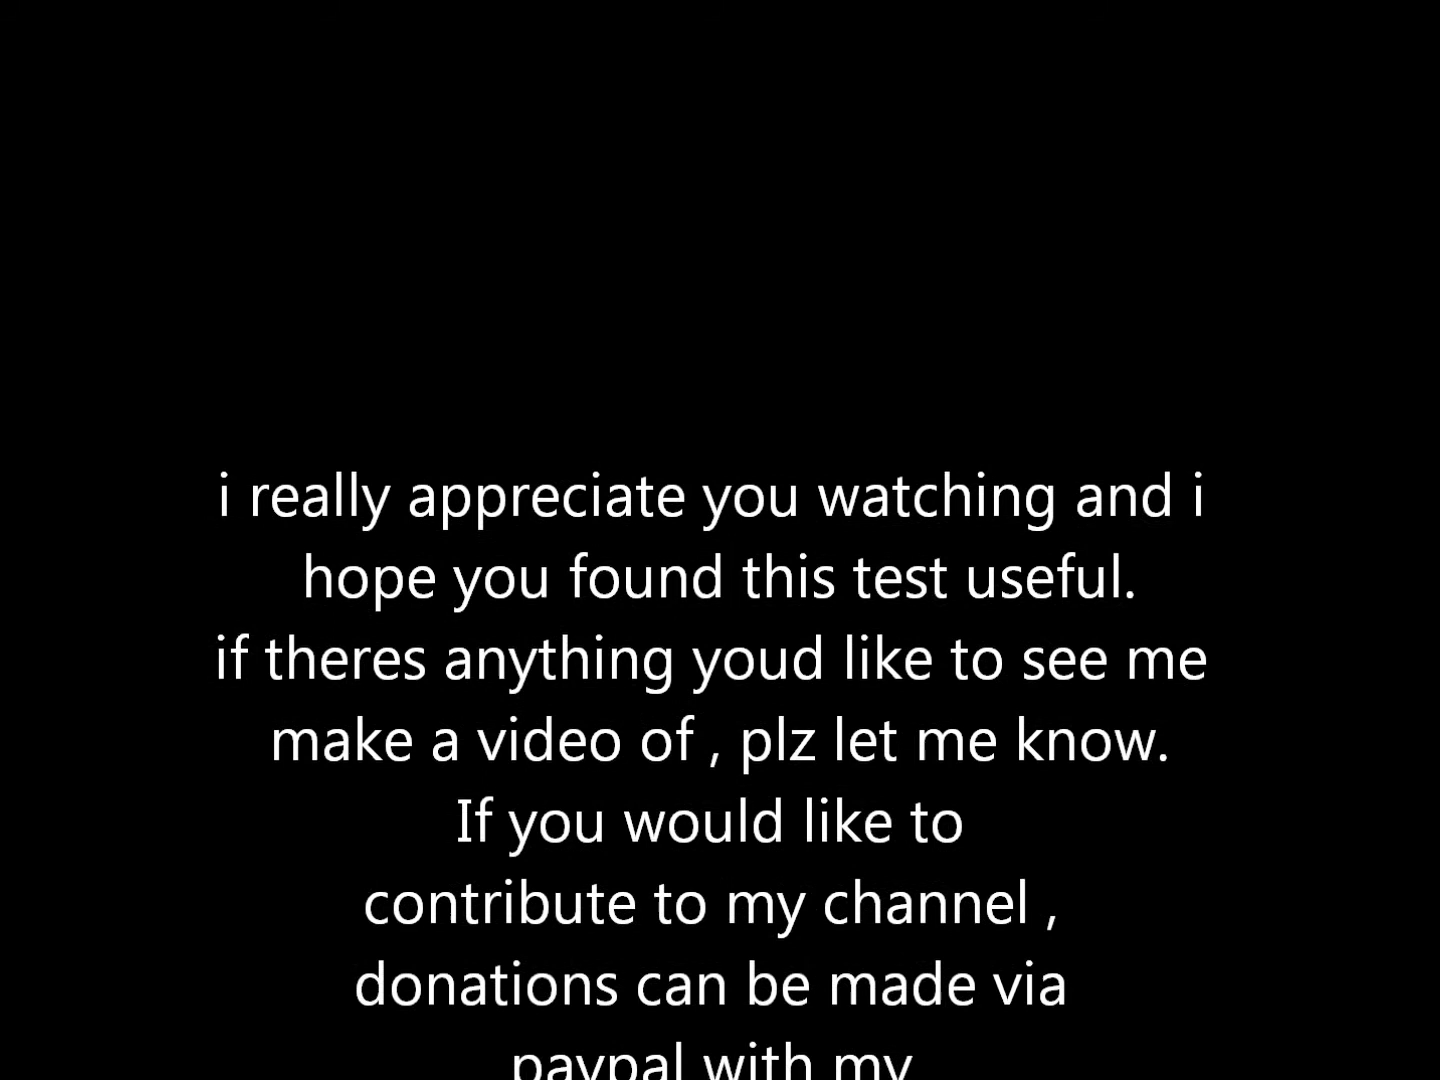 i really appreciate you watching and i
hope you found this test useful.
if theres anything youd like to see me
make a video of , plz let me know.
If you would like to
contribute to my channel ,
donations can be made via
paypal with my